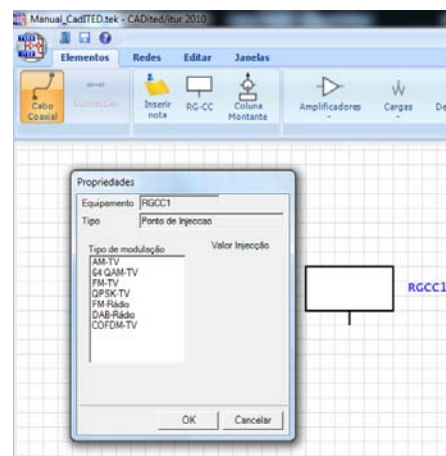 Manual_CadITED.tek - CADited/itur 2010
Elementos Redes Editar Janelas
Cabo Coaxial
Inserir nota
RG-CC
Coluna Montante
Amplificadores
Cargas
De
Propriedades
Equipamento RGCC1
Tipo Ponto de Injeccao
Tipo de modulação Valor Injecção
AM-TV
64 QAM-TV
FM-TV
QPSK-TV
FM-Rádio
DAB-Rádio
COFDM-TV
RGCC1
OK Cancelar